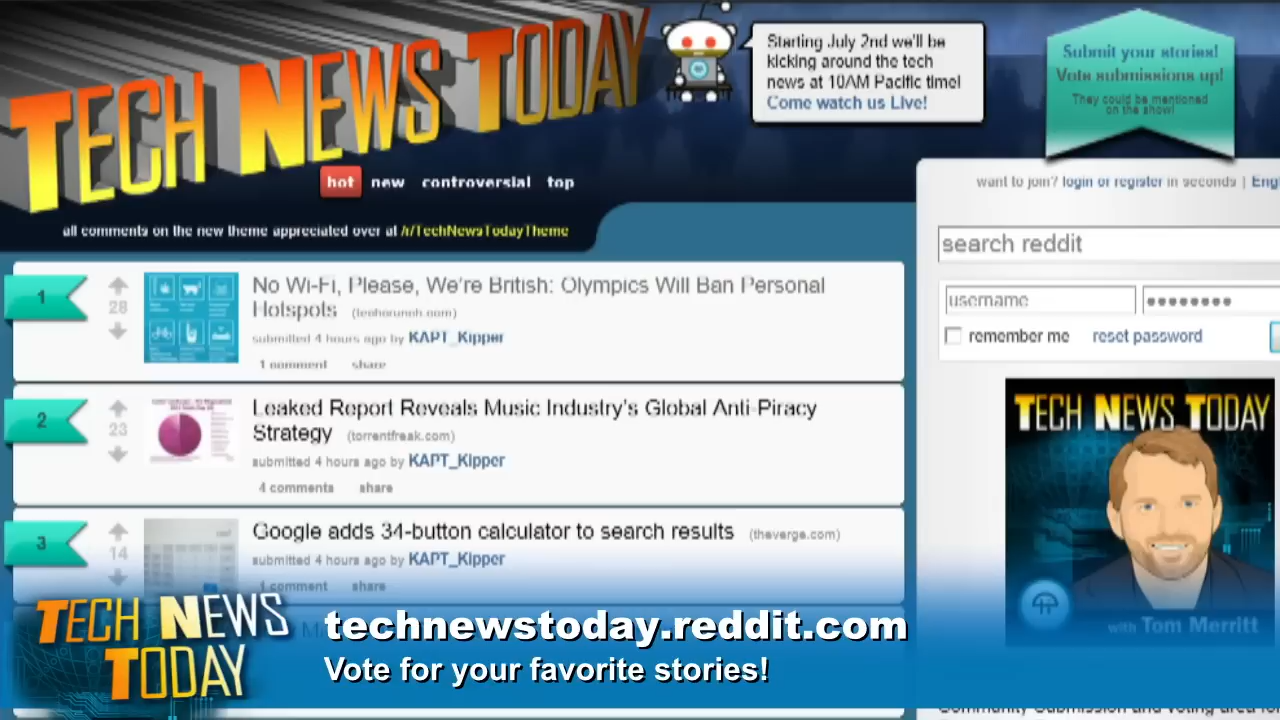 TECH NEWS TODAY
Starting July 2nd we'll be
kicking around the tech
news at 10AM Pacific time!
Come watch us Live!
Submit your stories!
Vote submissions up!
They could be mentioned
on the show!
hot new controversial top
want to join? login or register in seconds | Engl
all comments on the new theme appreciated over at /r/TechNewsTodayTheme
search reddit
username
remember me reset password
1
28
No Wi-Fi, Please, We're British: Olympics Will Ban Personal
Hotspots (techcrunch.com)
submitted 4 hours ago by KAPT_Kipper
1 comment share
2
23
Leaked Report Reveals Music Industry's Global Anti-Piracy
Strategy (torrentfreak.com)
submitted 4 hours ago by KAPT_Kipper
4 comments share
3
14
Google adds 34-button calculator to search results (theverge.com)
submitted 4 hours ago by KAPT_Kipper
1 comment share
TECH NEWS TODAY
with Tom Merritt
TECH NEWS
TODAY
technewstoday.reddit.com
Vote for your favorite stories!
Community Submission and voting area for